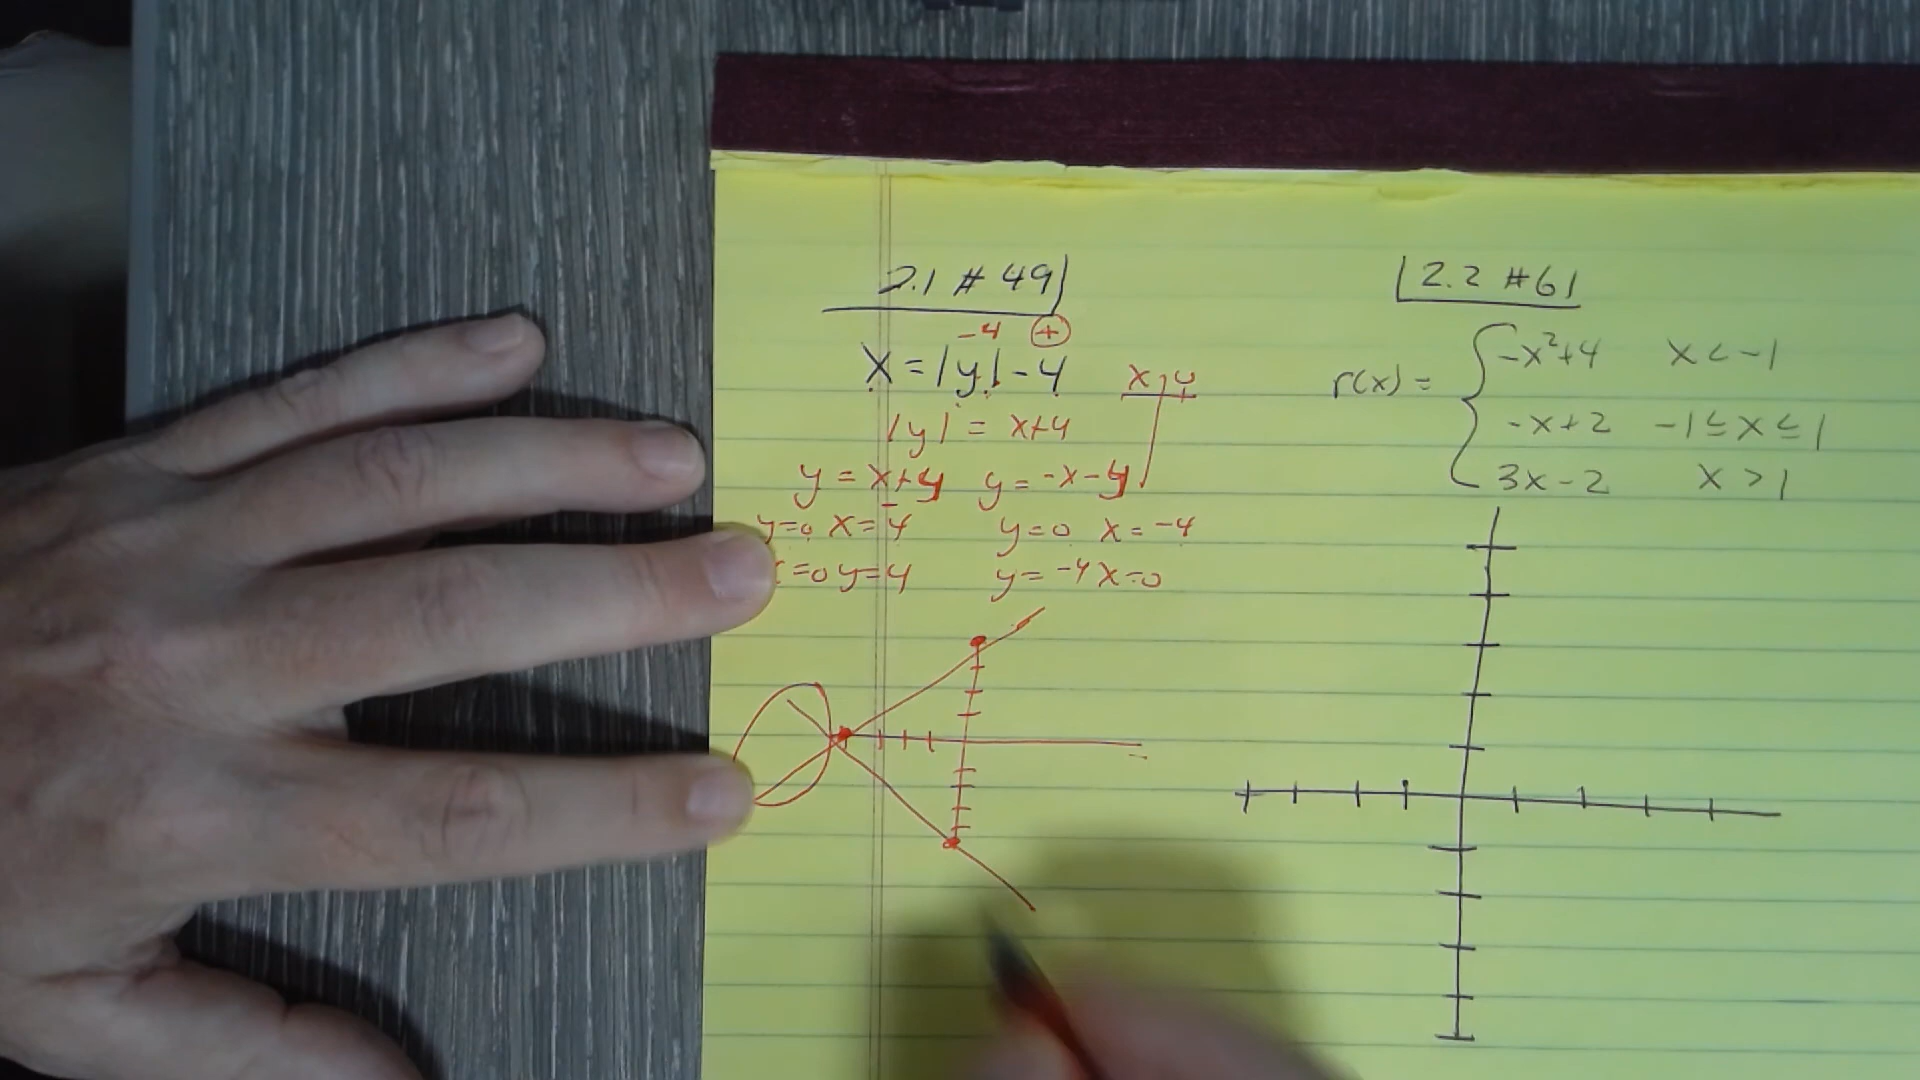 2.1 # 49
-4 +
x = |y| - 4
x y
|y| = x+4
y = x+4 y = -x-4
y=0 x=-4 y=0 x=-4
x=0 y=4 y=-4 x=0
2.2 #61
r(x) = { -x²+4 x < -1
-x+2 -1 ≤ x ≤ 1
3x-2 x > 1